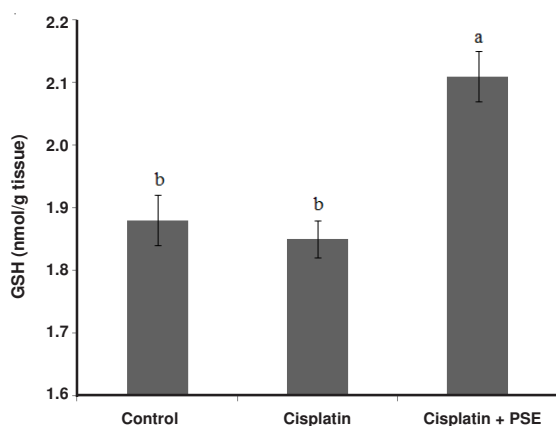 2.2
a
2.1
2.0
GSH (nmol/g tissue)
b
b
1.9
1.8
1.7
1.6
Control Cisplatin Cisplatin + PSE